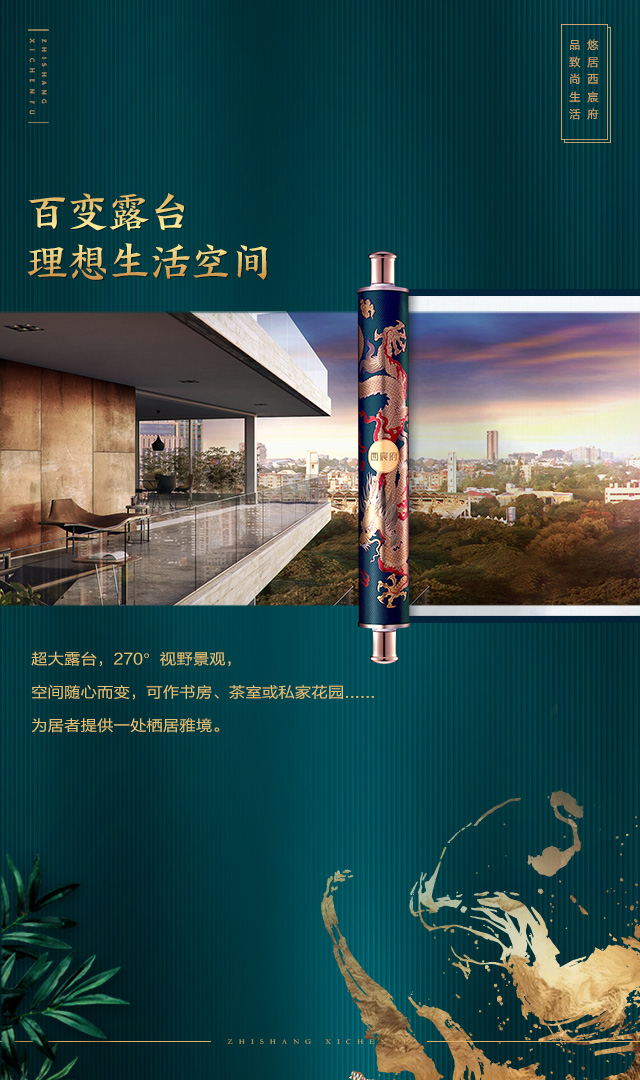 ZHISHANG
XICHENFU
悠居西宸府
品致尚生活
百变露台
理想生活空间
西宸府
超大露台，270°视野景观，
空间随心而变，可作书房、茶室或私家花园……
为居者提供一处栖居雅境。
ZHISHANG XICHE